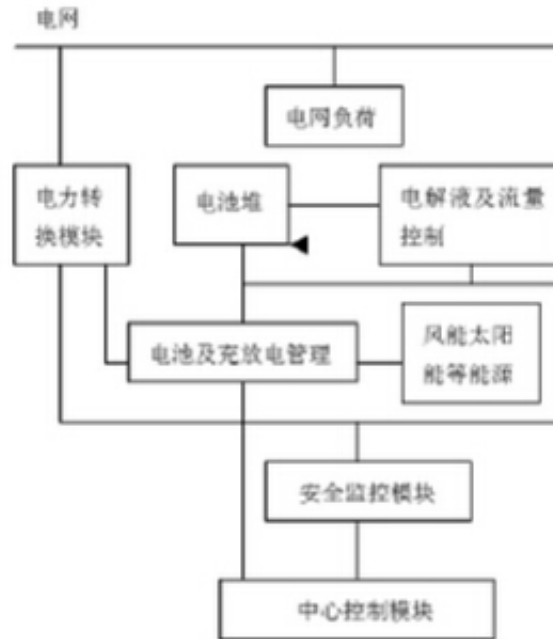 电网
电网负荷
电力转
换模块
电池堆
电解液及流量
控制
电池及充放电管理
风能太阳
能等能源
安全监控模块
中心控制模块